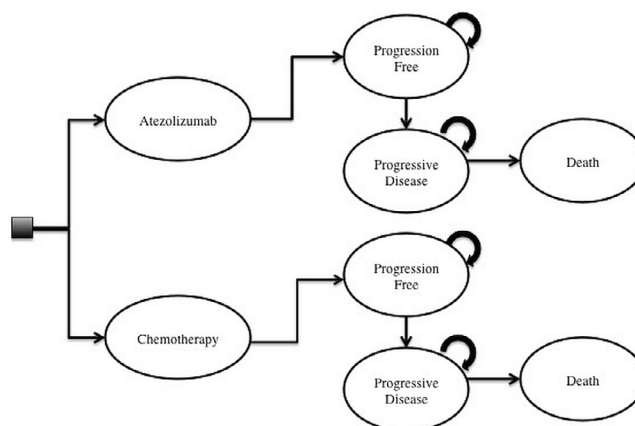 Progression
Free
Atezolizumab
Progressive
Disease
Death
Progression
Free
Chemotherapy
Progressive
Disease
Death